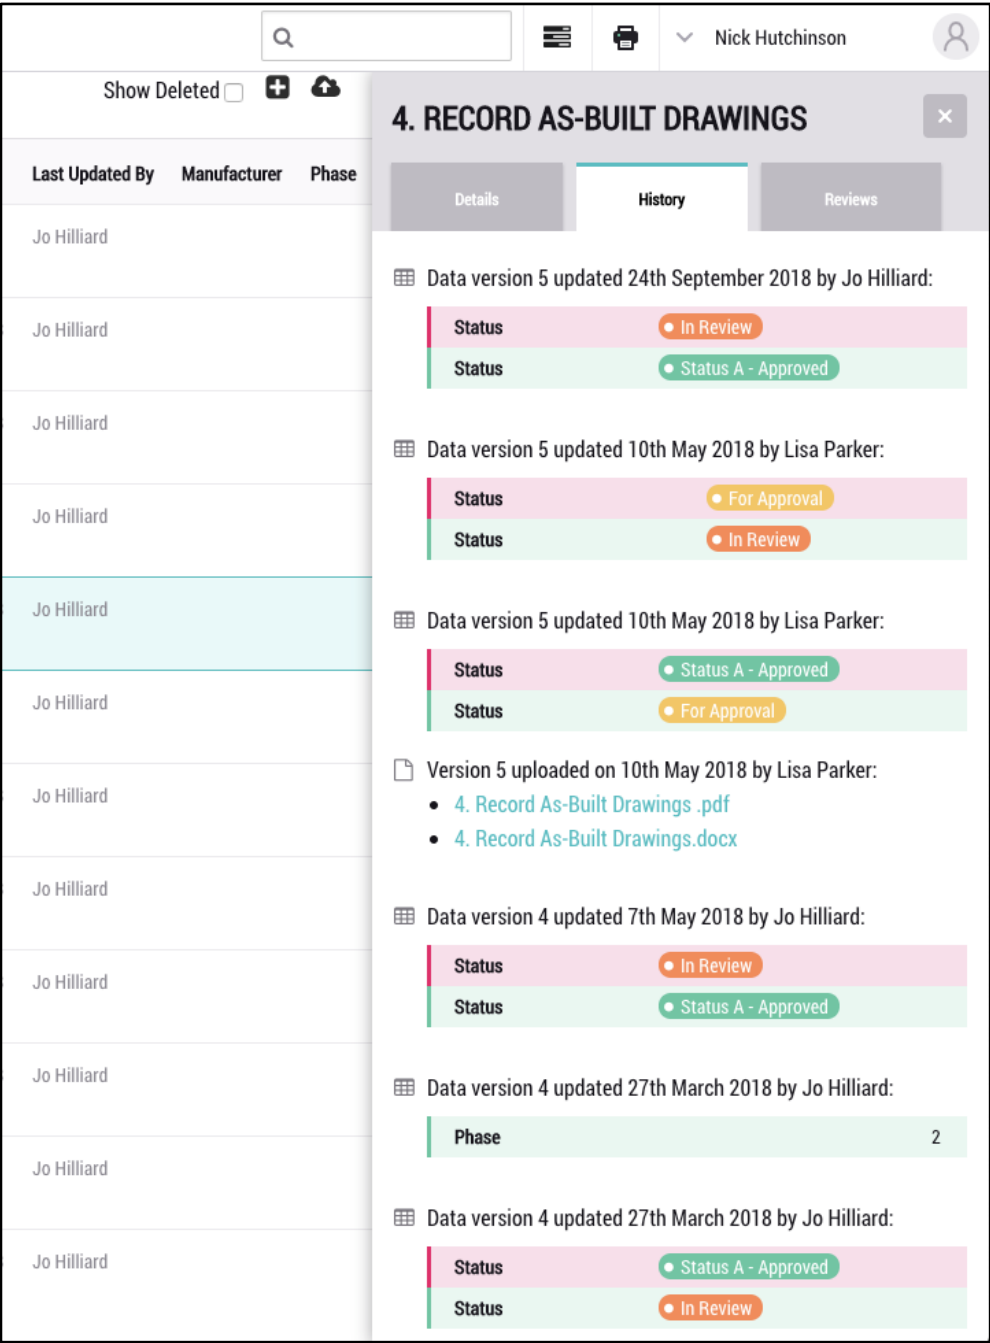 Nick Hutchinson
Show Deleted
4. RECORD AS-BUILT DRAWINGS
Last Updated By Manufacturer Phase
Details History Reviews
Jo Hilliard
Jo Hilliard
Jo Hilliard
Jo Hilliard
Jo Hilliard
Jo Hilliard
Jo Hilliard
Jo Hilliard
Jo Hilliard
Jo Hilliard
Jo Hilliard
Jo Hilliard
Data version 5 updated 24th September 2018 by Jo Hilliard:
Status In Review
Status Status A - Approved
Data version 5 updated 10th May 2018 by Lisa Parker:
Status For Approval
Status In Review
Data version 5 updated 10th May 2018 by Lisa Parker:
Status Status A - Approved
Status For Approval
Version 5 uploaded on 10th May 2018 by Lisa Parker:
4. Record As-Built Drawings .pdf
4. Record As-Built Drawings.docx
Data version 4 updated 7th May 2018 by Jo Hilliard:
Status In Review
Status Status A - Approved
Data version 4 updated 27th March 2018 by Jo Hilliard:
Phase 2
Data version 4 updated 27th March 2018 by Jo Hilliard:
Status Status A - Approved
Status In Review